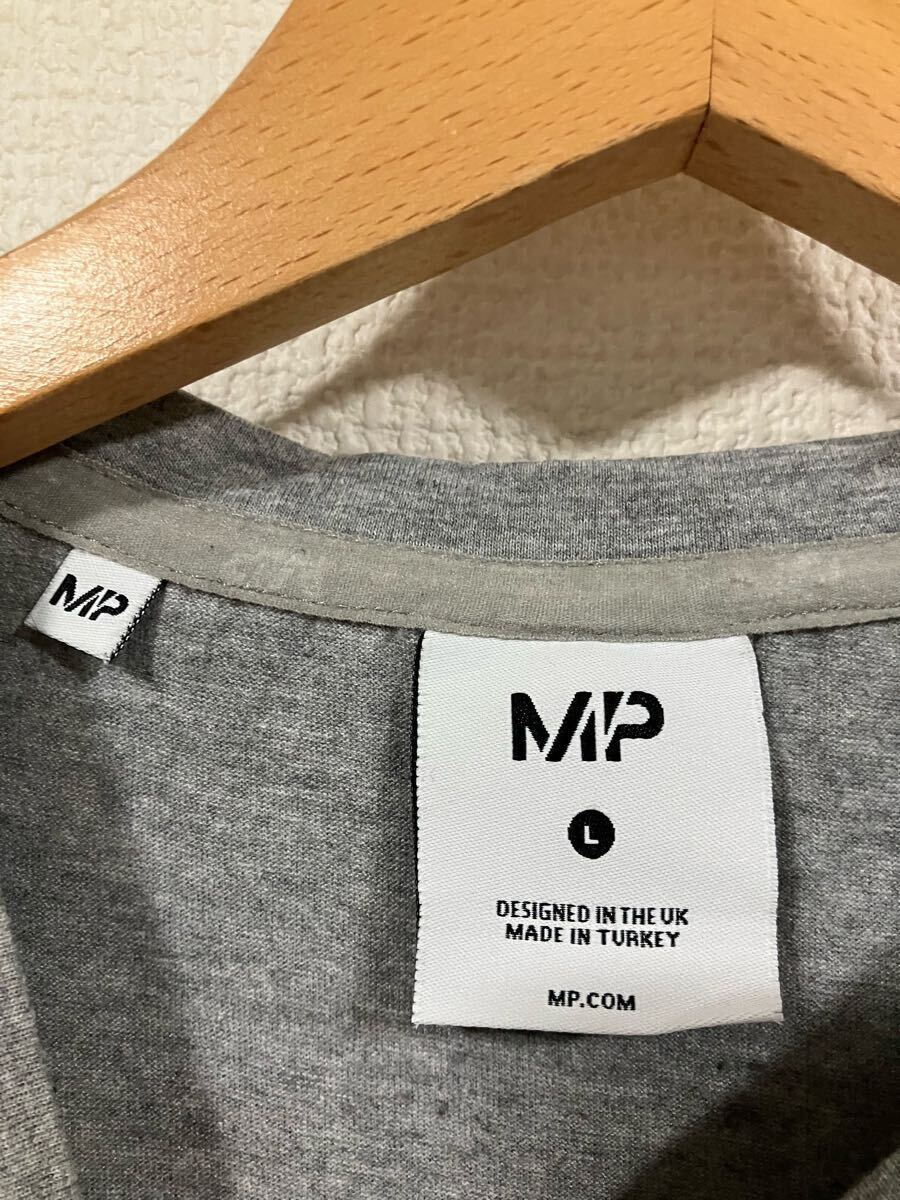 MP
MP
L
DESIGNED IN THE UK
MADE IN TURKEY
MP.COM